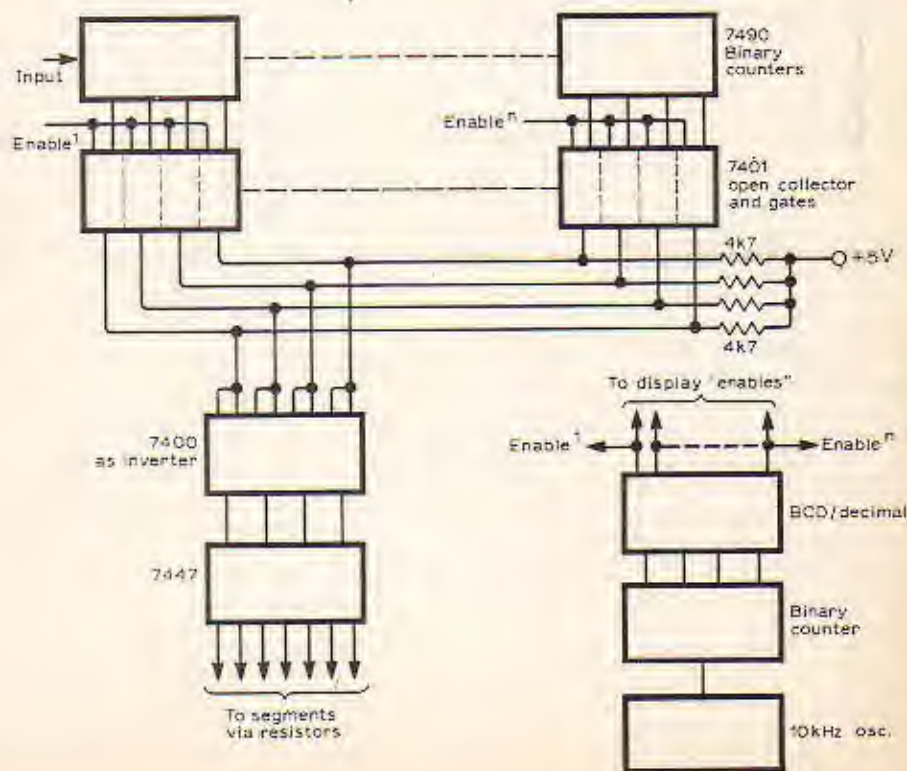 Input
7490
Binary
counters
Enable¹
Enableⁿ
7401
open collector
and gates
4k7
+5V
4k7
To display "enables"
7400
as inverter
Enable¹
Enableⁿ
BCD/decimal
7447
Binary
counter
To segments
via resistors
10kHz osc.